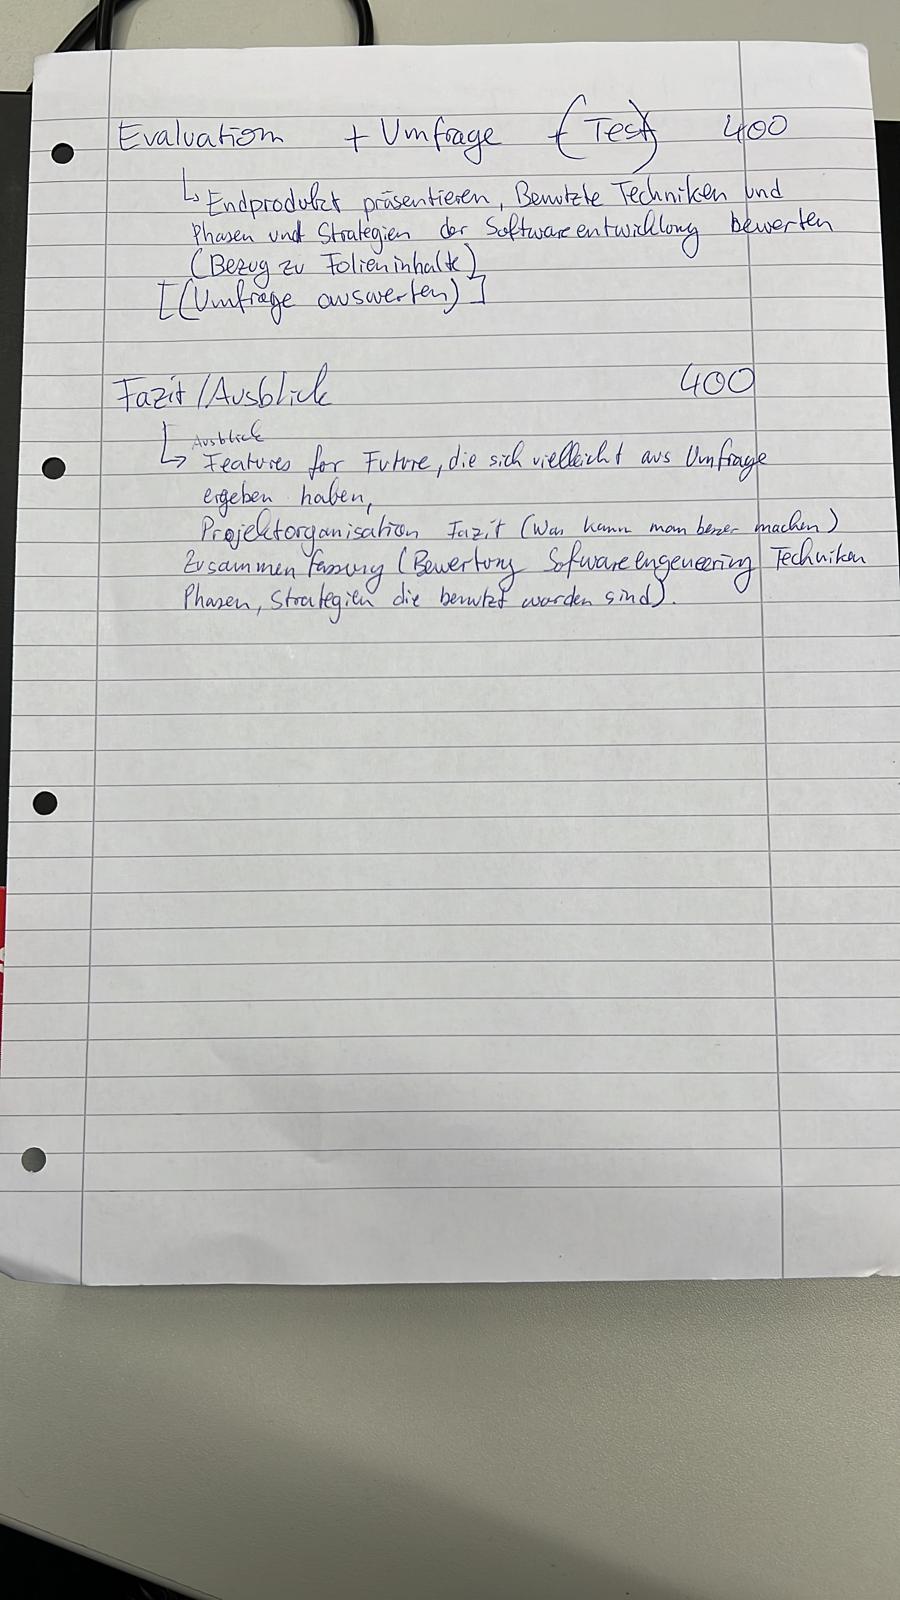 Evaluation + Umfrage + (Test) 400
↳ Endprodukt präsentieren, Benutzte Techniken und
Phasen und Strategien der Softwareentwicklung bewerten
(Bezug zu Folieninhalte)
[(Umfrage auswerten)]
Fazit/Ausblick 400
Ausblick
↳ Features for Future, die sich vielleicht aus Umfrage
ergeben haben,
Projektorganisation Fazit (Was kann man besser machen)
Zusammenfassung (Bewertung Sofwareengeneering Techniken
Phasen, Strategien die benutzt worden sind).